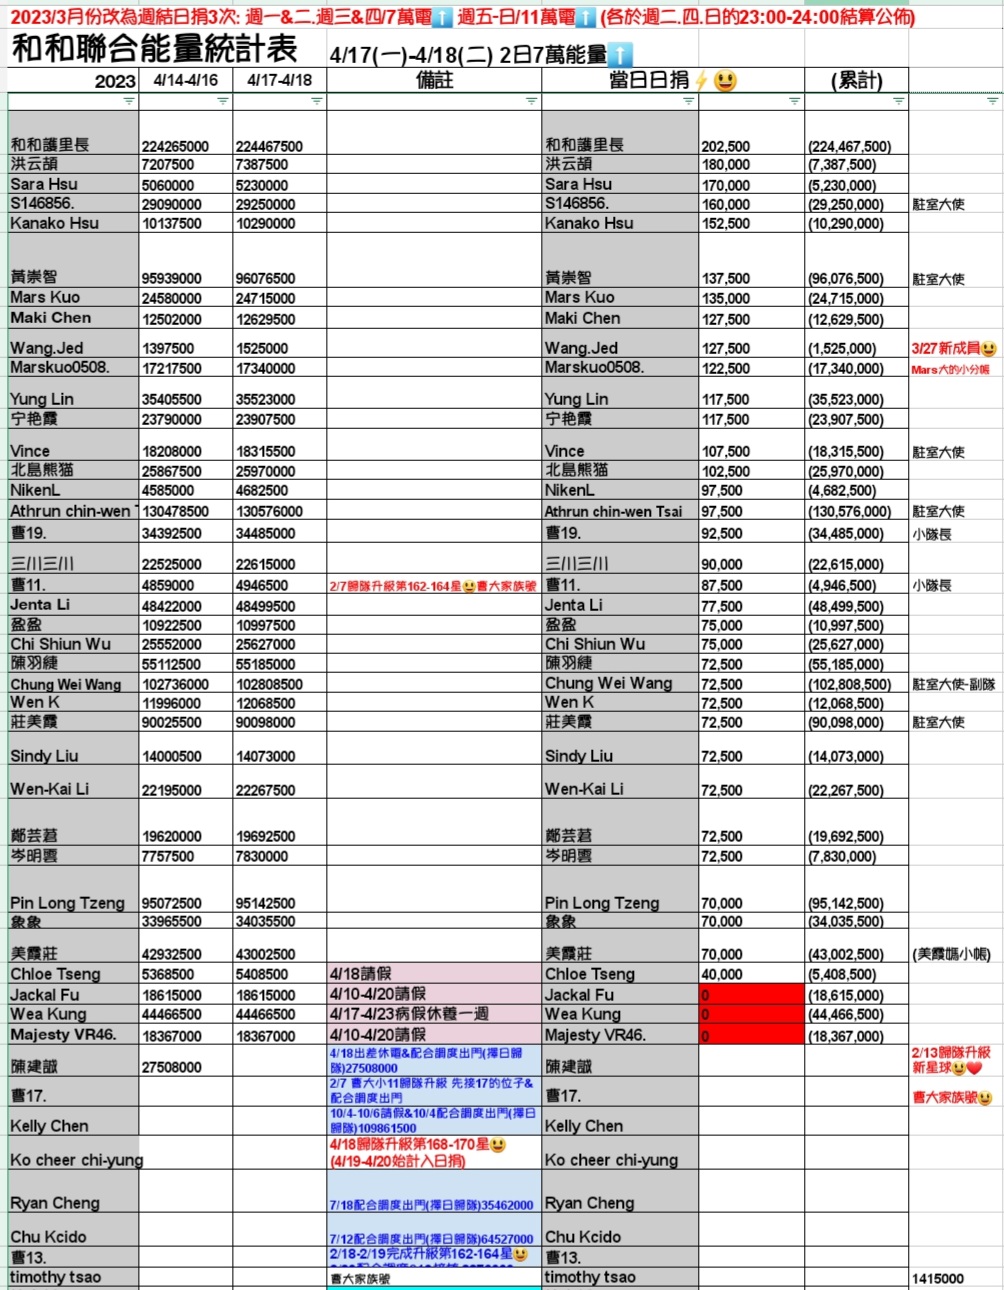 2023/3月份改為週結日捐3次: 週一&二.週三&四/7萬電⬆️ 週五-日/11萬電⬆️ (各於週二.四.日的23:00-24:00結算公佈)
和和聯合能量統計表 4/17(一)-4/18(二) 2日7萬能量⬆️
2023 4/14-4/16 4/17-4/18 備註 當日日捐⚡😃 (累計)
和和護里長 224265000 224467500 和和護里長 202,500 (224,467,500)
洪云頡 7207500 7387500 洪云頡 180,000 (7,387,500)
Sara Hsu 5060000 5230000 Sara Hsu 170,000 (5,230,000)
S146856. 29090000 29250000 S146856. 160,000 (29,250,000) 駐室大使
Kanako Hsu 10137500 10290000 Kanako Hsu 152,500 (10,290,000)
黃崇智 95939000 96076500 黃崇智 137,500 (96,076,500) 駐室大使
Mars Kuo 24580000 24715000 Mars Kuo 135,000 (24,715,000)
Maki Chen 12502000 12629500 Maki Chen 127,500 (12,629,500)
Wang.Jed 1397500 1525000 Wang.Jed 127,500 (1,525,000) 3/27新成員😃
Marskuo0508. 17217500 17340000 Marskuo0508. 122,500 (17,340,000) Mars大的小分帳
Yung Lin 35405500 35523000 Yung Lin 117,500 (35,523,000)
宁艳霞 23790000 23907500 宁艳霞 117,500 (23,907,500)
Vince 18208000 18315500 Vince 107,500 (18,315,500) 駐室大使
北島熊猫 25867500 25970000 北島熊猫 102,500 (25,970,000)
NikenL 4585000 4682500 NikenL 97,500 (4,682,500)
Athrun chin-wen 130478500 130576000 Athrun chin-wen Tsai 97,500 (130,576,000) 駐室大使
曹19. 34392500 34485000 曹19. 92,500 (34,485,000) 小隊長
三川三川 22525000 22615000 三川三川 90,000 (22,615,000)
曹11. 4859000 4946500 2/7歸隊升級第162-164星😃曹大家族號 曹11. 87,500 (4,946,500) 小隊長
Jenta Li 48422000 48499500 Jenta Li 77,500 (48,499,500)
盈盈 10922500 10997500 盈盈 75,000 (10,997,500)
Chi Shiun Wu 25552000 25627000 Chi Shiun Wu 75,000 (25,627,000)
陳羽緁 55112500 55185000 陳羽緁 72,500 (55,185,000)
Chung Wei Wang 102736000 102808500 Chung Wei Wang 72,500 (102,808,500) 駐室大使-副隊
Wen K 11996000 12068500 Wen K 72,500 (12,068,500)
莊美霞 90025500 90098000 莊美霞 72,500 (90,098,000) 駐室大使
Sindy Liu 14000500 14073000 Sindy Liu 72,500 (14,073,000)
Wen-Kai Li 22195000 22267500 Wen-Kai Li 72,500 (22,267,500)
鄭芸莙 19620000 19692500 鄭芸莙 72,500 (19,692,500)
岑明雲 7757500 7830000 岑明雲 72,500 (7,830,000)
Pin Long Tzeng 95072500 95142500 Pin Long Tzeng 70,000 (95,142,500)
象象 33965500 34035500 象象 70,000 (34,035,500)
美霞莊 42932500 43002500 美霞莊 70,000 (43,002,500) (美霞媽小帳)
Chloe Tseng 5368500 5408500 4/18請假 Chloe Tseng 40,000 (5,408,500)
Jackal Fu 18615000 18615000 4/10-4/20請假 Jackal Fu 0 (18,615,000)
Wea Kung 44466500 44466500 4/17-4/23病假休養一週 Wea Kung 0 (44,466,500)
Majesty VR46. 18367000 18367000 4/10-4/20請假 Majesty VR46. 0 (18,367,000)
陳建誠 27508000 4/18出差休電&配合調度出門(擇日歸隊)27508000 陳建誠 2/13歸隊升級新星球😃❤️
曹17. 2/7 曹大小11歸隊升級 先接17的位子&配合調度出門 曹17. 曹大家族號😃
Kelly Chen 10/4-10/6請假&10/4配合調度出門(擇日歸隊)109861500 Kelly Chen
Ko cheer chi-yung 4/18歸隊升級第168-170星😃(4/19-4/20始計入日捐) Ko cheer chi-yung
Ryan Cheng 7/18配合調度出門(擇日歸隊)35462000 Ryan Cheng
Chu Kcido 7/12配合調度出門(擇日歸隊)64527000 Chu Kcido
曹13. 2/18-2/19完成升級第162-164星😃 曹13.
timothy tsao 曹大家族號 timothy tsao 1415000